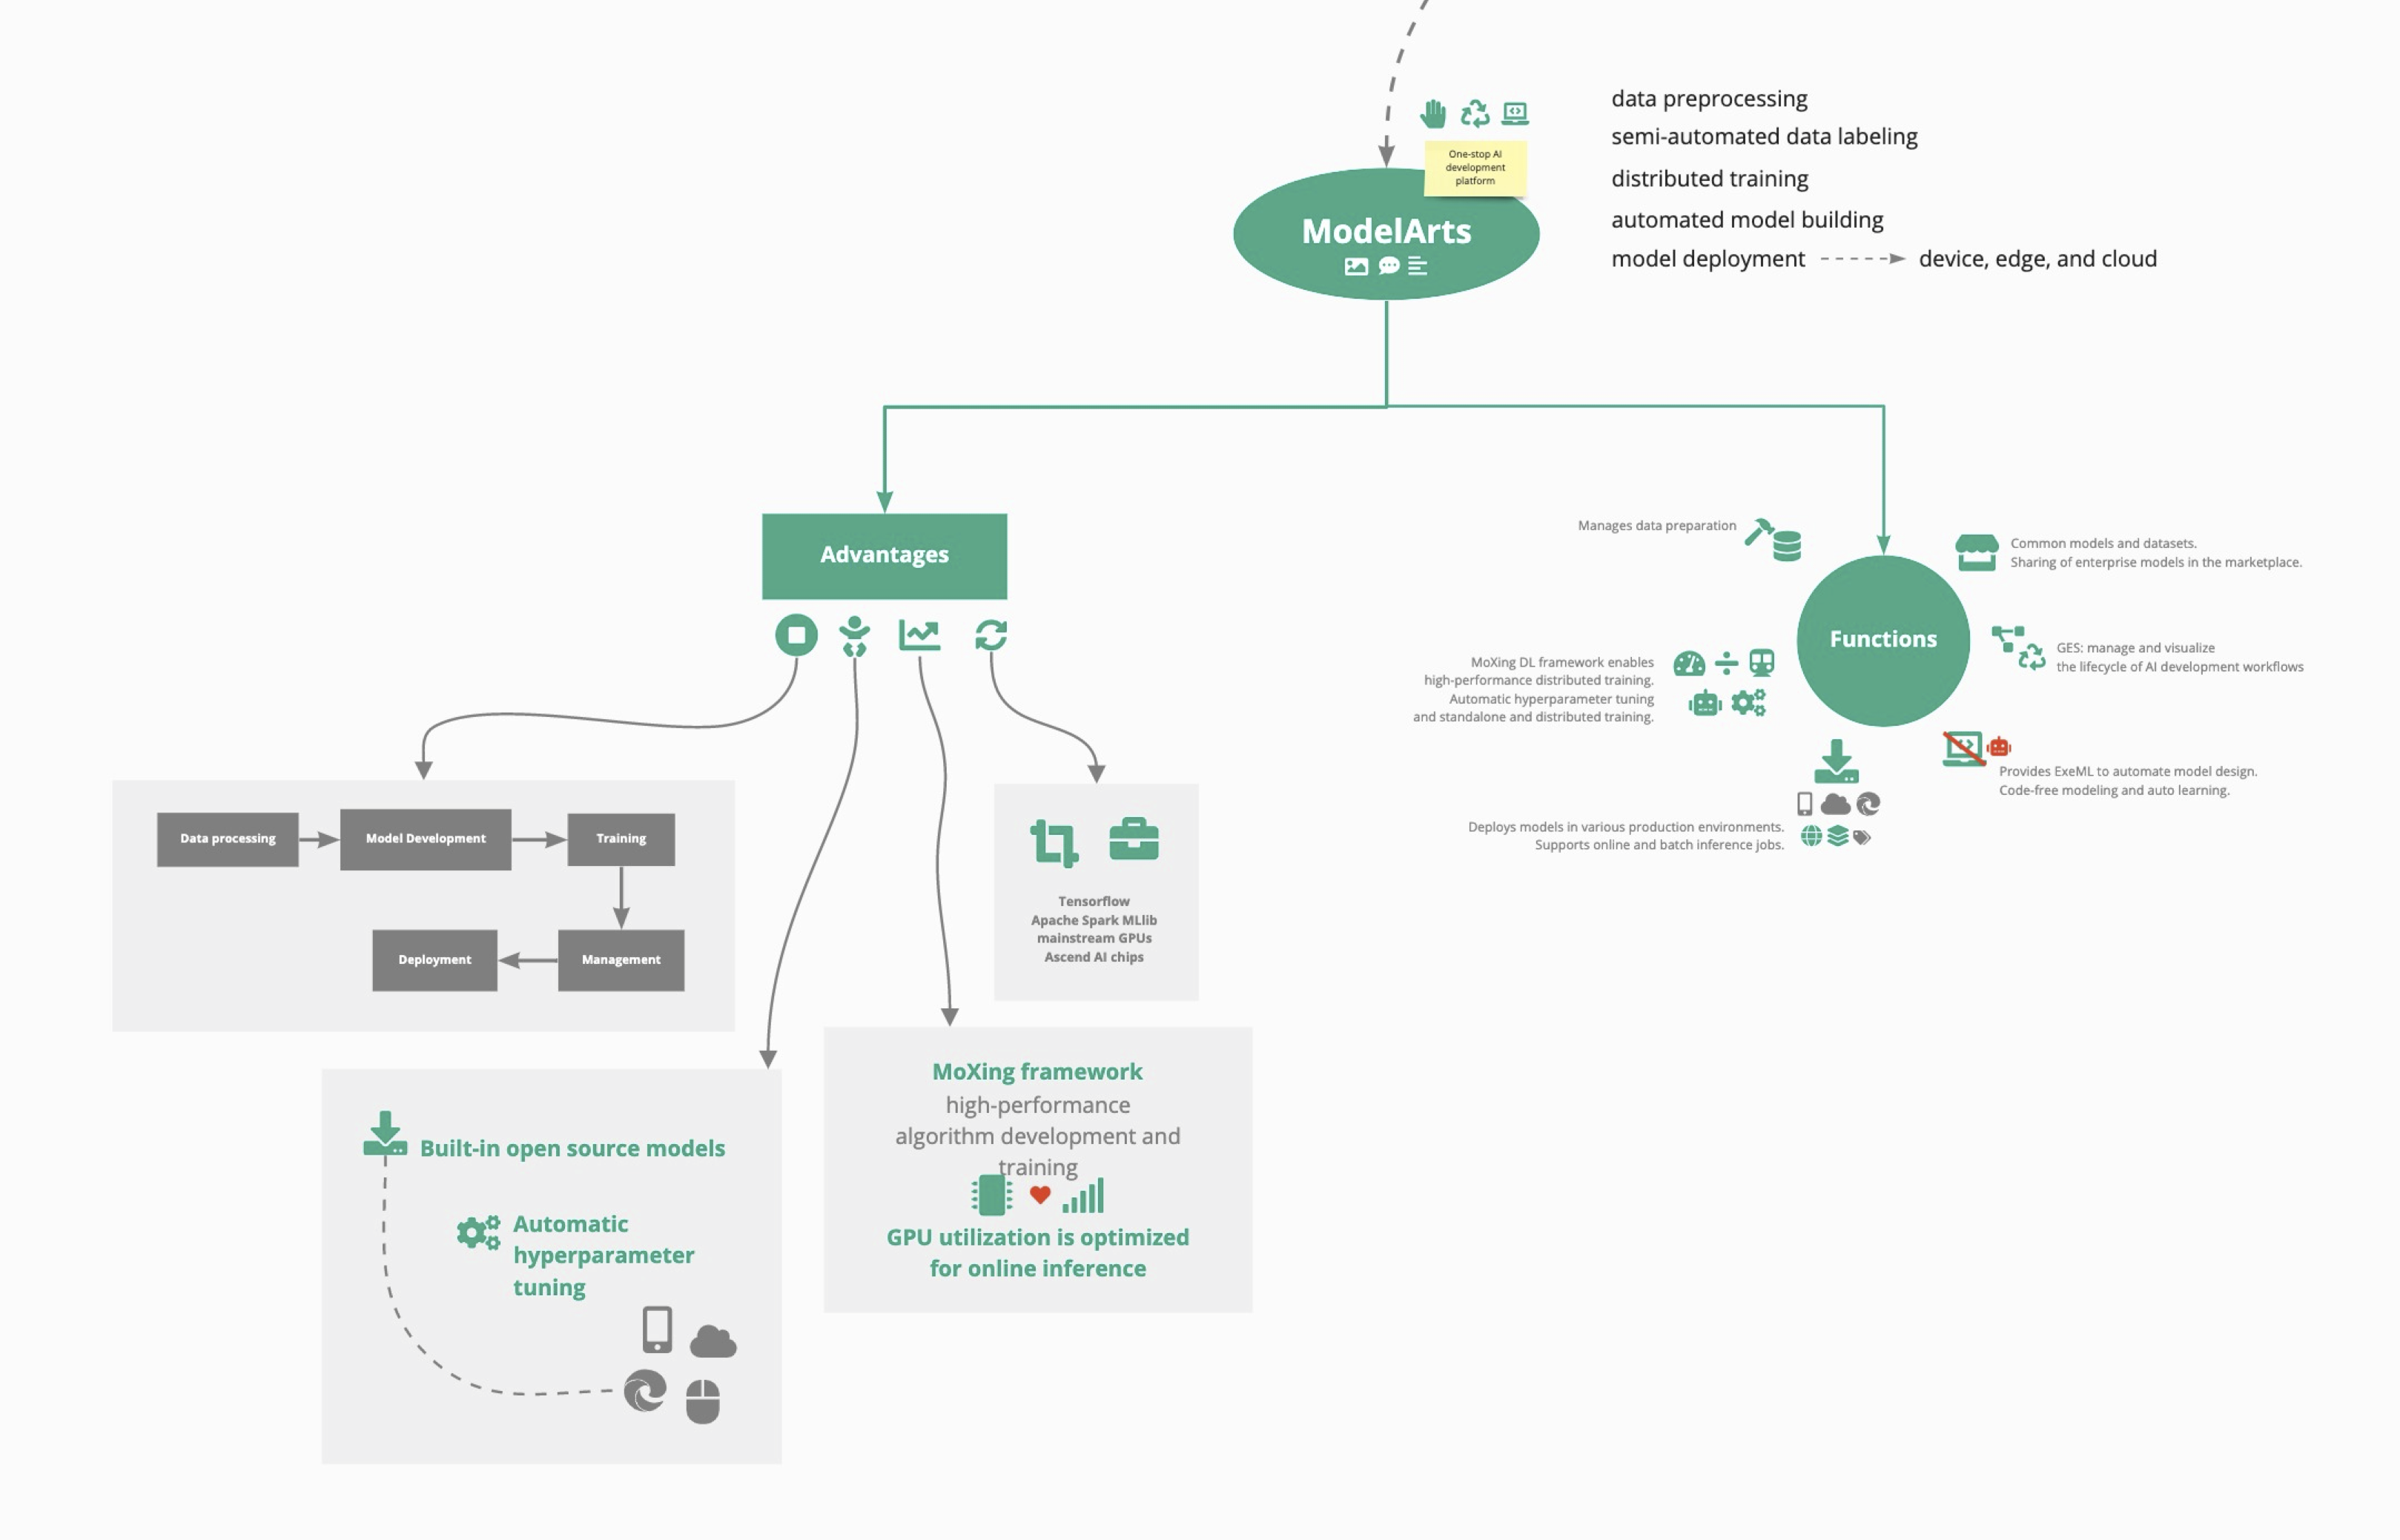 data preprocessing
semi-automated data labeling
distributed training
automated model building
model deployment
device, edge, and cloud
One-stop AI
development
platform
ModelArts
Advantages
Data processing
Model Development
Training
Management
Deployment
Built-in open source models
Automatic
hyperparameter
tuning
MoXing framework
high-performance
algorithm development and
training
GPU utilization is optimized
for online inference
Tensorflow
Apache Spark MLlib
mainstream GPUs
Ascend AI chips
Functions
Manages data preparation
Common models and datasets.
Sharing of enterprise models in the marketplace.
GES: manage and visualize
the lifecycle of AI development workflows
MoXing DL framework enables
high-performance distributed training.
Automatic hyperparameter tuning
and standalone and distributed training.
Provides ExeML to automate model design.
Code-free modeling and auto learning.
Deploys models in various production environments.
Supports online and batch inference jobs.